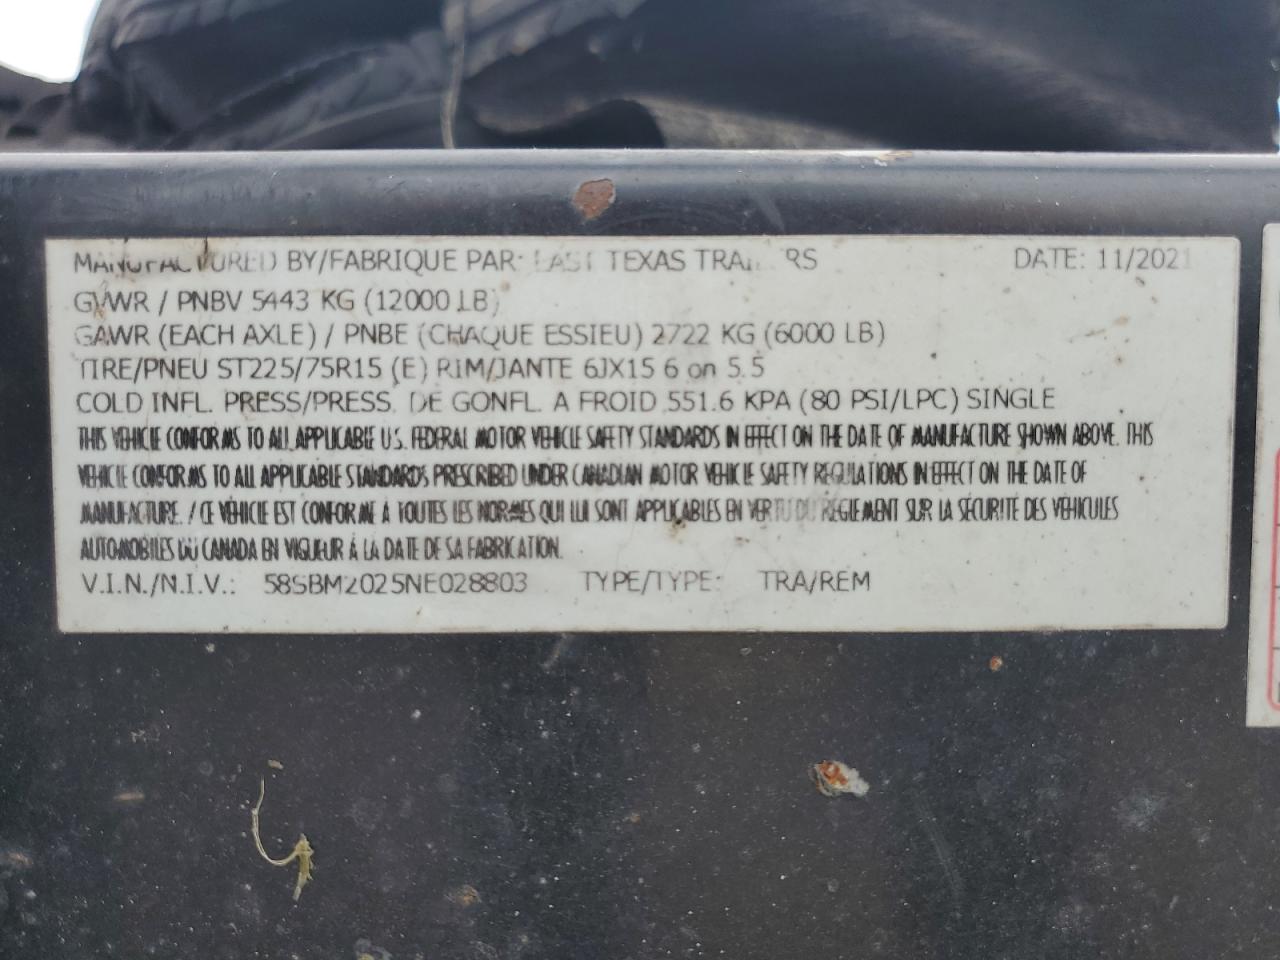 MANUFACTURED BY/FABRIQUE PAR: EAST TEXAS TRAILERS DATE: 11/2021
GVWR / PNBV 5443 KG (12000 LB)
GAWR (EACH AXLE) / PNBE (CHAQUE ESSIEU) 2722 KG (6000 LB)
TIRE/PNEU ST225/75R15 (E) RIM/JANTE 6JX15 6 on 5.5
COLD INFL. PRESS/PRESS. DE GONFL. A FROID 551.6 KPA (80 PSI/LPC) SINGLE
THIS VEHICLE CONFORMS TO ALL APPLICABLE U.S. FEDERAL MOTOR VEHICLE SAFETY STANDARDS IN EFFECT ON THE DATE OF MANUFACTURE SHOWN ABOVE. THIS
VEHICLE CONFORMS TO ALL APPLICABLE STANDARDS PRESCRIBED UNDER CANADIAN MOTOR VEHICLE SAFETY REGULATIONS IN EFFECT ON THE DATE OF
MANUFACTURE. / CE VEHICLE EST CONFORME A TOUTES LES NORMES QUI LUI SONT APPLICABLES EN VERTU DU REGLEMENT SUR LA SÉCURITE DES VEHICULES
AUTOMOBILES DU CANADA EN VIGUEUR Á LA DATE DE SA FABRICATION.
V.I.N./N.I.V.: 58SBM2025NE028803 TYPE/TYPE: TRA/REM